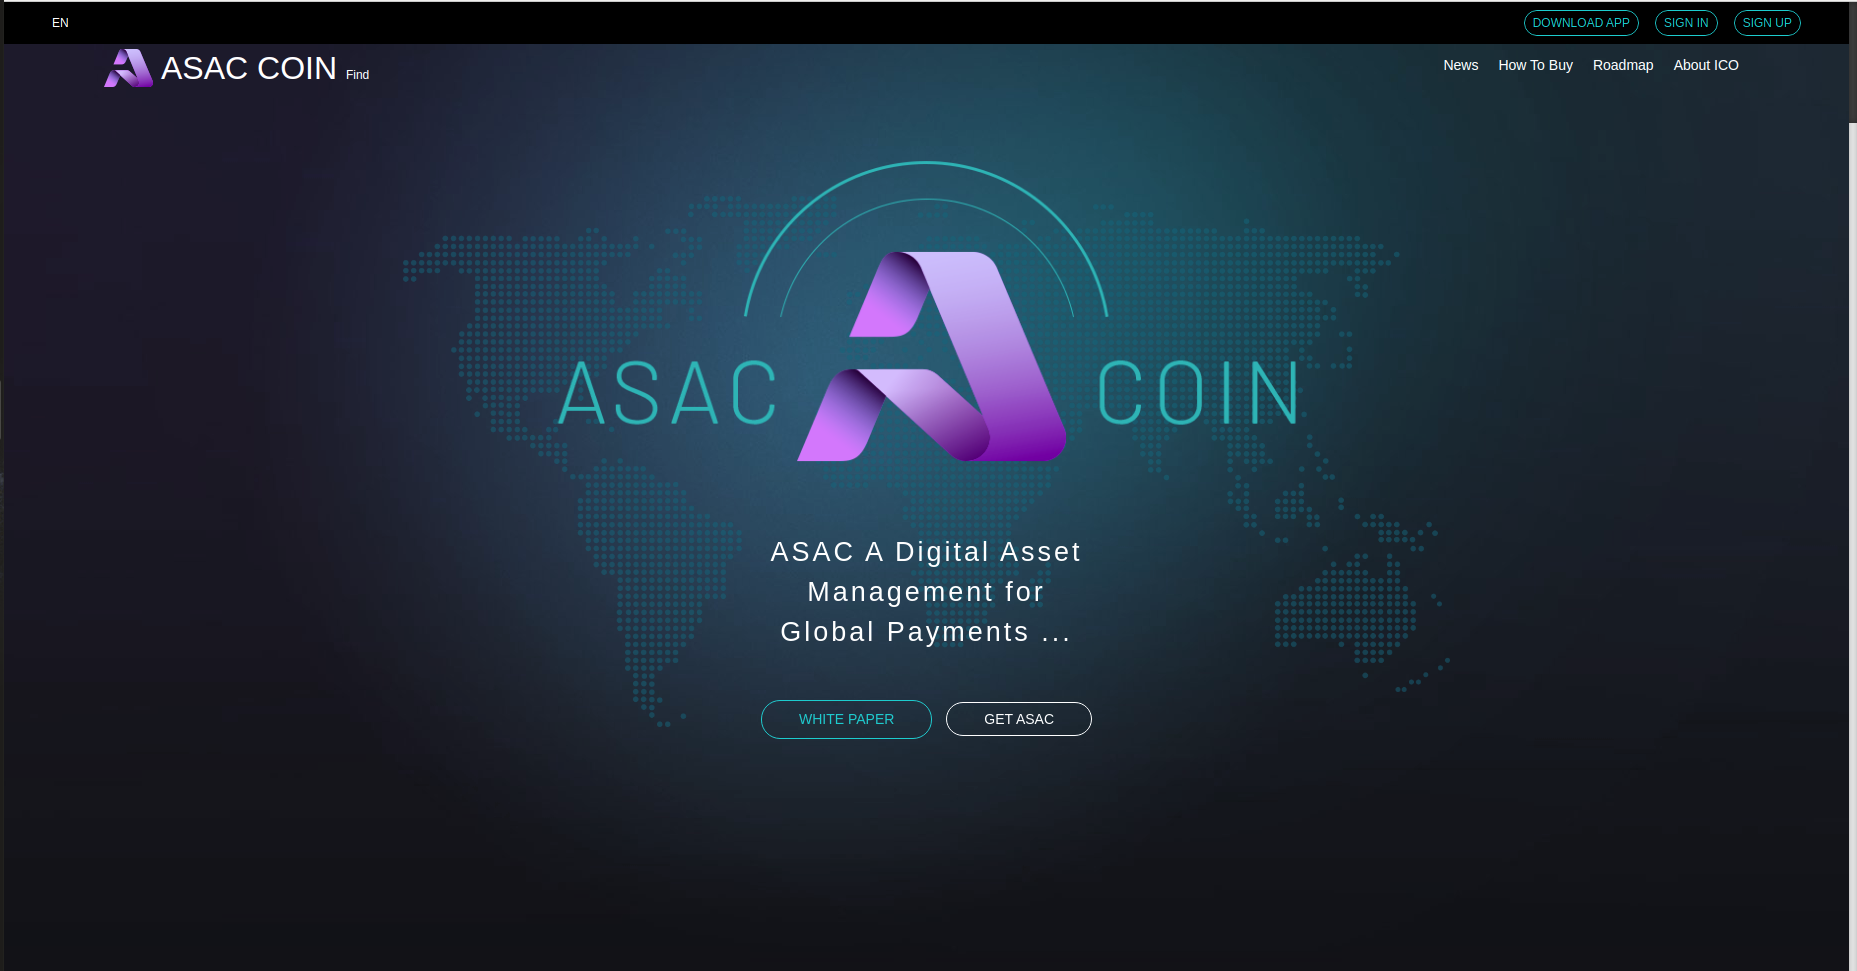 EN
DOWNLOAD APP
SIGN IN
SIGN UP
ASAC COIN Find
News
How To Buy
Roadmap
About ICO
ASAC COIN
ASAC A Digital Asset
Management for
Global Payments ...
WHITE PAPER
GET ASAC